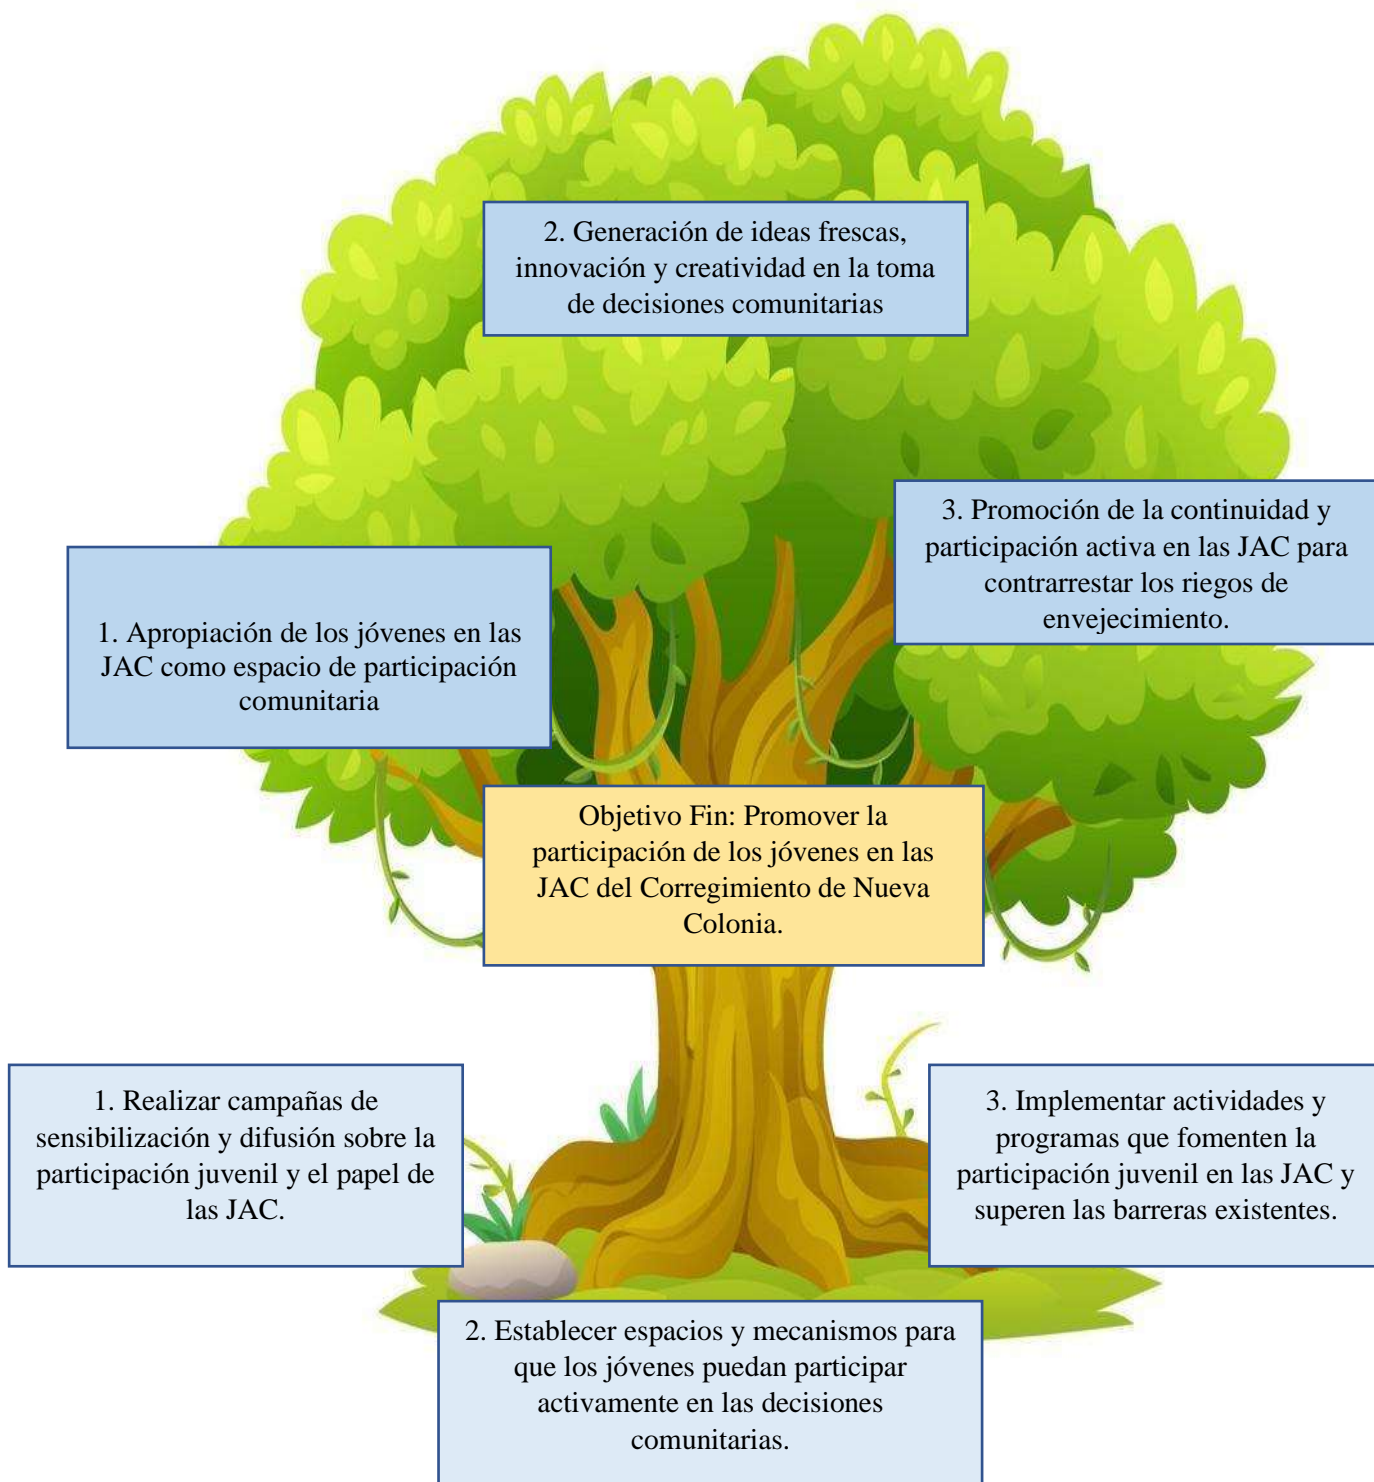 2. Generación de ideas frescas,
innovación y creatividad en la toma
de decisiones comunitarias
3. Promoción de la continuidad y
participación activa en las JAC para
contrarrestar los riegos de
envejecimiento.
1. Apropiación de los jóvenes en las
JAC como espacio de participación
comunitaria
Objetivo Fin: Promover la
participación de los jóvenes en las
JAC del Corregimiento de Nueva
Colonia.
1. Realizar campañas de
sensibilización y difusión sobre la
participación juvenil y el papel de
las JAC.
3. Implementar actividades y
programas que fomenten la
participación juvenil en las JAC y
superen las barreras existentes.
2. Establecer espacios y mecanismos para
que los jóvenes puedan participar
activamente en las decisiones
comunitarias.